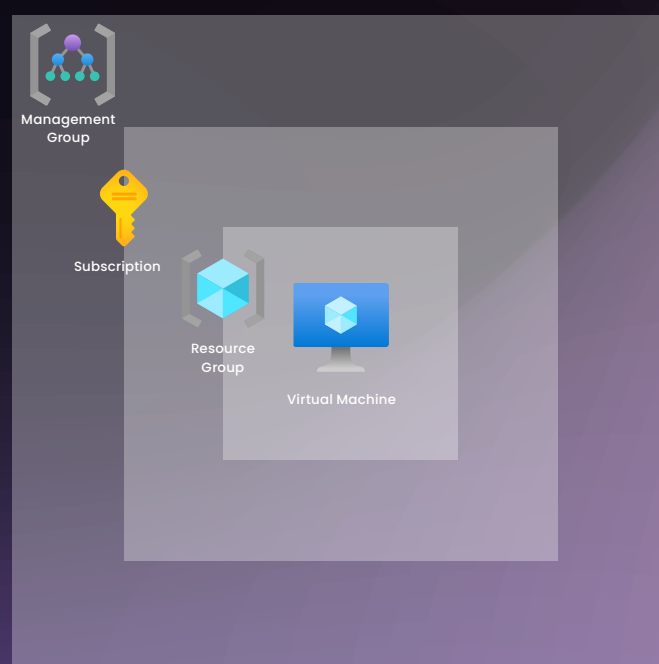 Management
Group
Subscription
Resource
Group
Virtual Machine